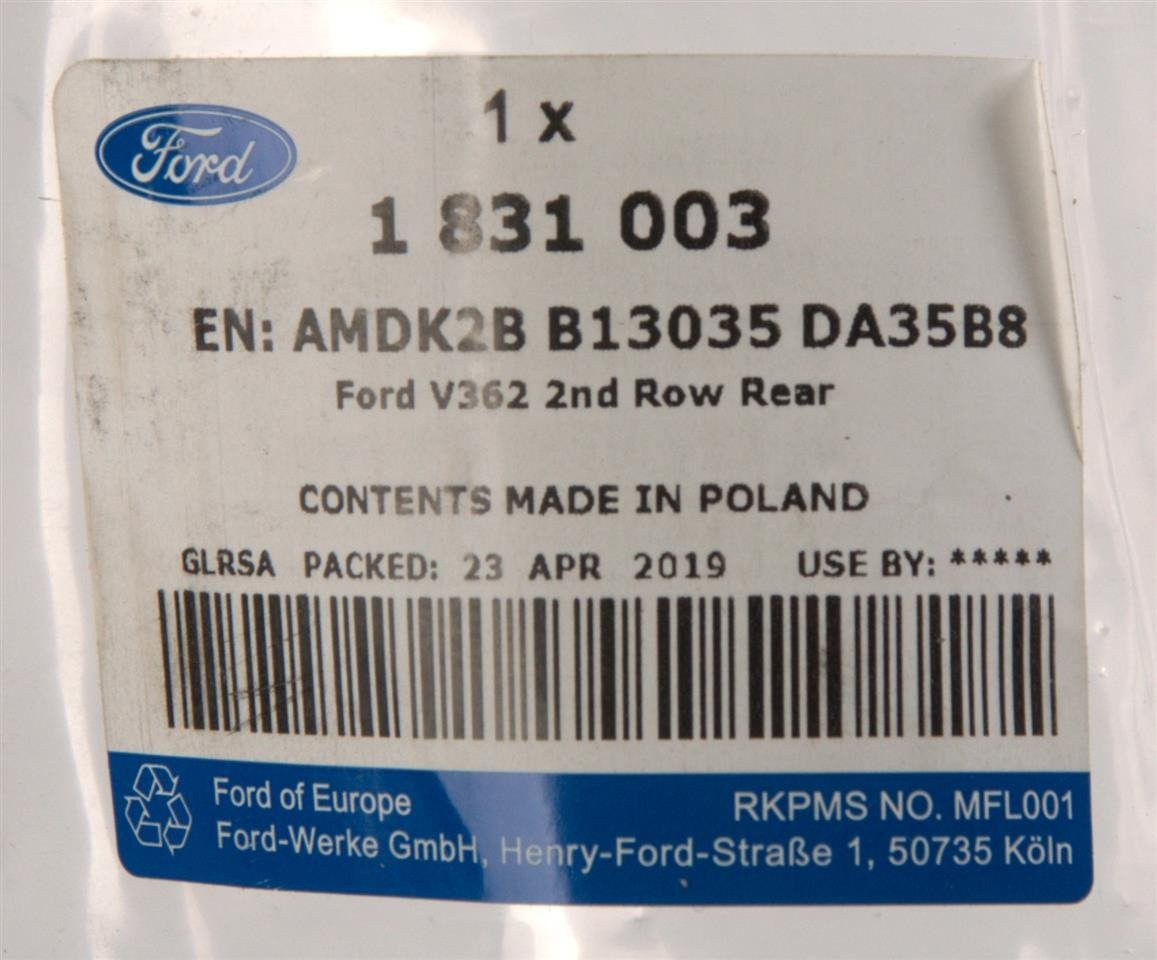 Ford
1 x
1 831 003
EN: AMDK2B B13035 DA35B8
Ford V362 2nd Row Rear
CONTENTS MADE IN POLAND
GLRSA PACKED: 23 APR 2019 USE BY: *****
Ford of Europe
RKPMS NO. MFL001
Ford-Werke GmbH, Henry-Ford-Straße 1, 50735 Köln